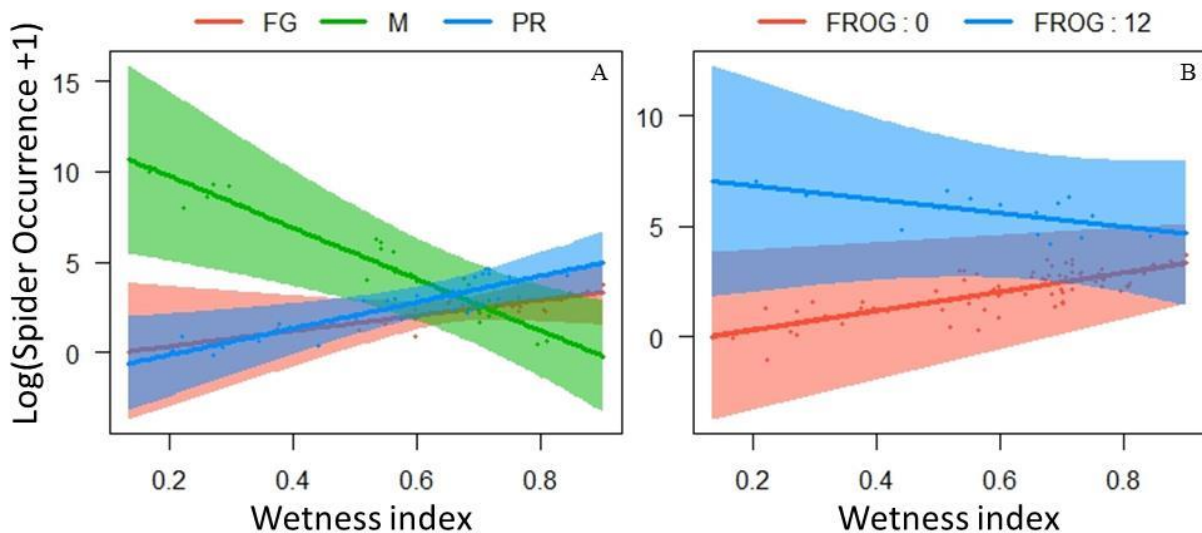 FG M PR
FROG : 0 FROG : 12
A
B
Log(Spider Occurrence +1)
15
10
5
0
10
5
0
0.2 0.4 0.6 0.8
0.2 0.4 0.6 0.8
Wetness index
Wetness index